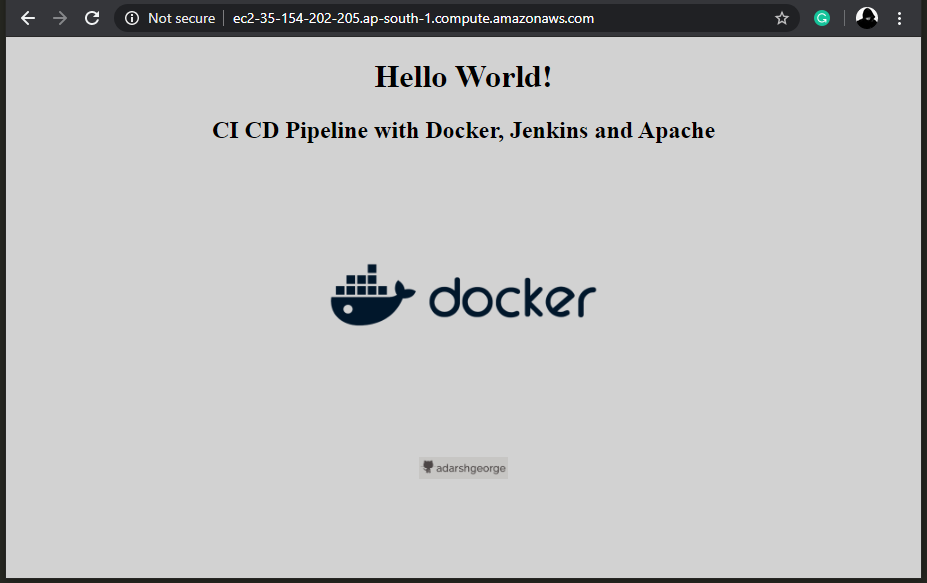 Not secure ec2-35-154-202-205.ap-south-1.compute.amazonaws.com
Hello World!
CI CD Pipeline with Docker, Jenkins and Apache
docker
adarshgeorge